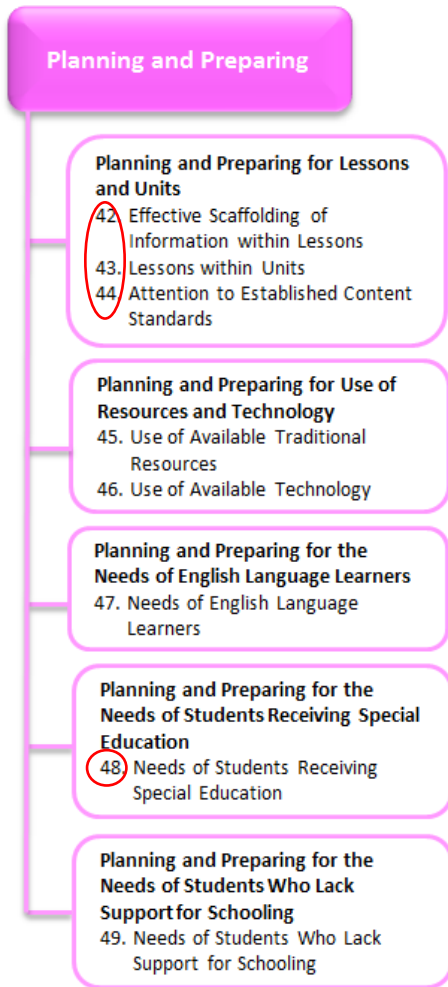 Planning and Preparing
Planning and Preparing for Lessons
and Units
42. Effective Scaffolding of
Information within Lessons
43. Lessons within Units
44. Attention to Established Content
Standards
Planning and Preparing for Use of
Resources and Technology
45. Use of Available Traditional
Resources
46. Use of Available Technology
Planning and Preparing for the
Needs of English Language Learners
47. Needs of English Language
Learners
Planning and Preparing for the
Needs of Students Receiving Special
Education
48. Needs of Students Receiving
Special Education
Planning and Preparing for the
Needs of Students Who Lack
Support for Schooling
49. Needs of Students Who Lack
Support for Schooling